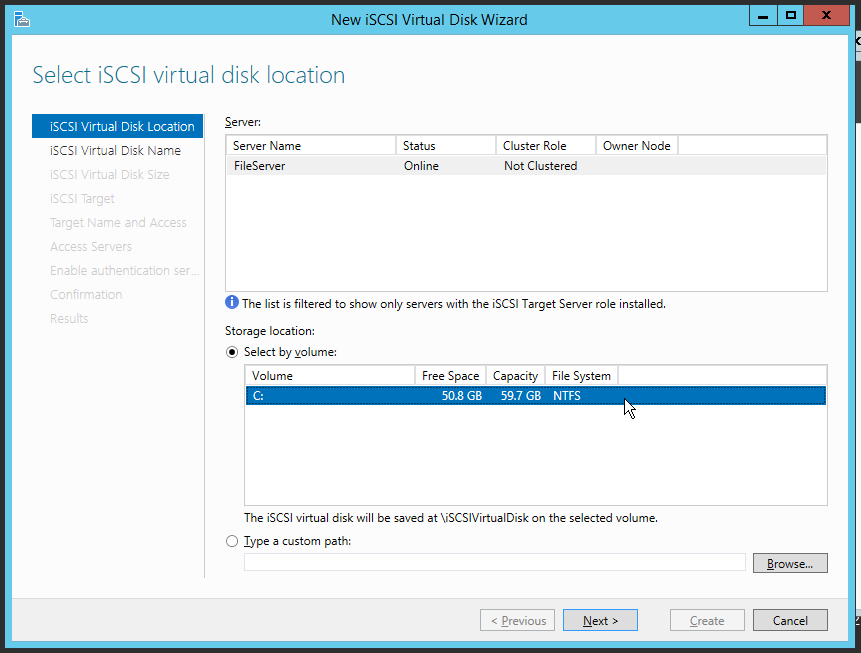 New iSCSI Virtual Disk Wizard
Select iSCSI virtual disk location
iSCSI Virtual Disk Location
iSCSI Virtual Disk Name
iSCSI Virtual Disk Size
iSCSI Target
Target Name and Access
Access Servers
Enable authentication ser...
Confirmation
Results
Server:
Server Name Status Cluster Role Owner Node
FileServer Online Not Clustered
The list is filtered to show only servers with the iSCSI Target Server role installed.
Storage location:
Select by volume:
Volume Free Space Capacity File System
C: 50.8 GB 59.7 GB NTFS
The iSCSI virtual disk will be saved at \iSCSIVirtualDisk on the selected volume.
Type a custom path:
Browse...
< Previous Next > Create Cancel